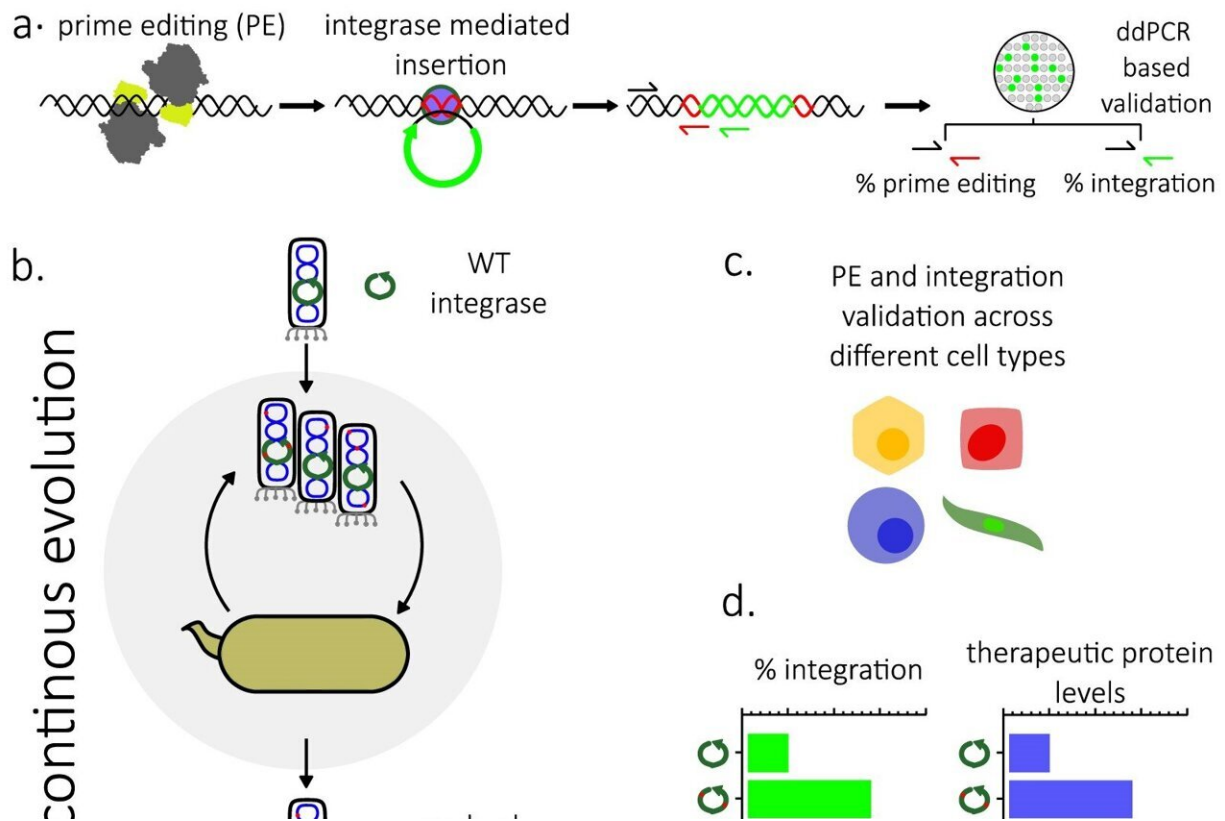 a.
prime editing (PE)
integrase mediated
insertion
ddPCR
based
validation
% prime editing
% integration
b.
WT
integrase
continous evolution
c.
PE and integration
validation across
different cell types
d.
% integration
therapeutic protein
levels